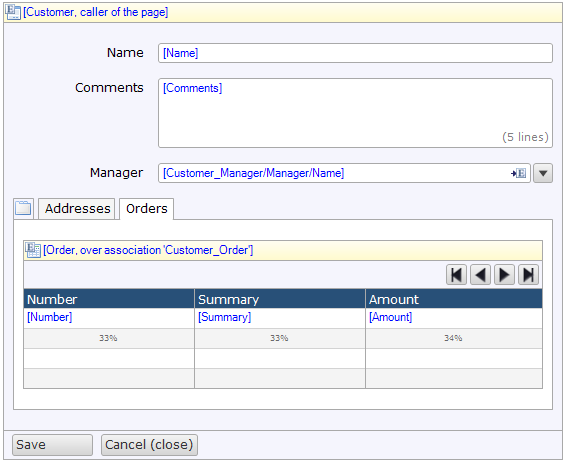 [Customer, caller of the page]
Name [Name]
Comments [Comments]
(5 lines)
Manager [Customer_Manager/Manager/Name]
Addresses Orders
[Order, over association 'Customer_Order']
Number Summary Amount
[Number] [Summary] [Amount]
33% 33% 34%
Save Cancel (close)